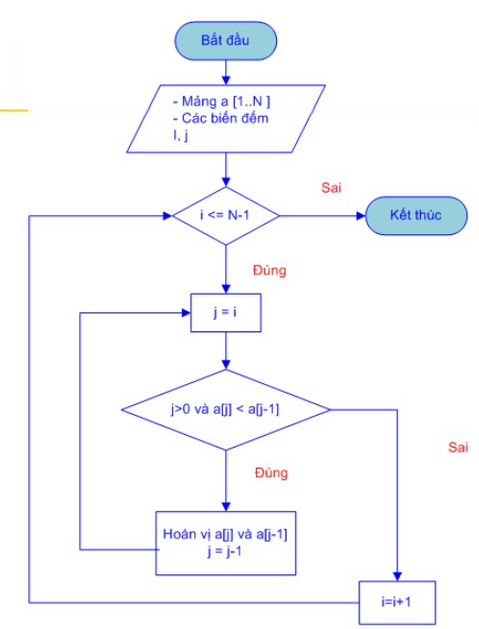 Bắt đầu
- Mảng a [1..N ]
- Các biến đếm
I, j
i <= N-1
Sai
Kết thúc
Đúng
j = i
j>0 và a[j] < a[j-1]
Sai
Đúng
Hoán vị a[j] và a[j-1]
j = j-1
i=i+1